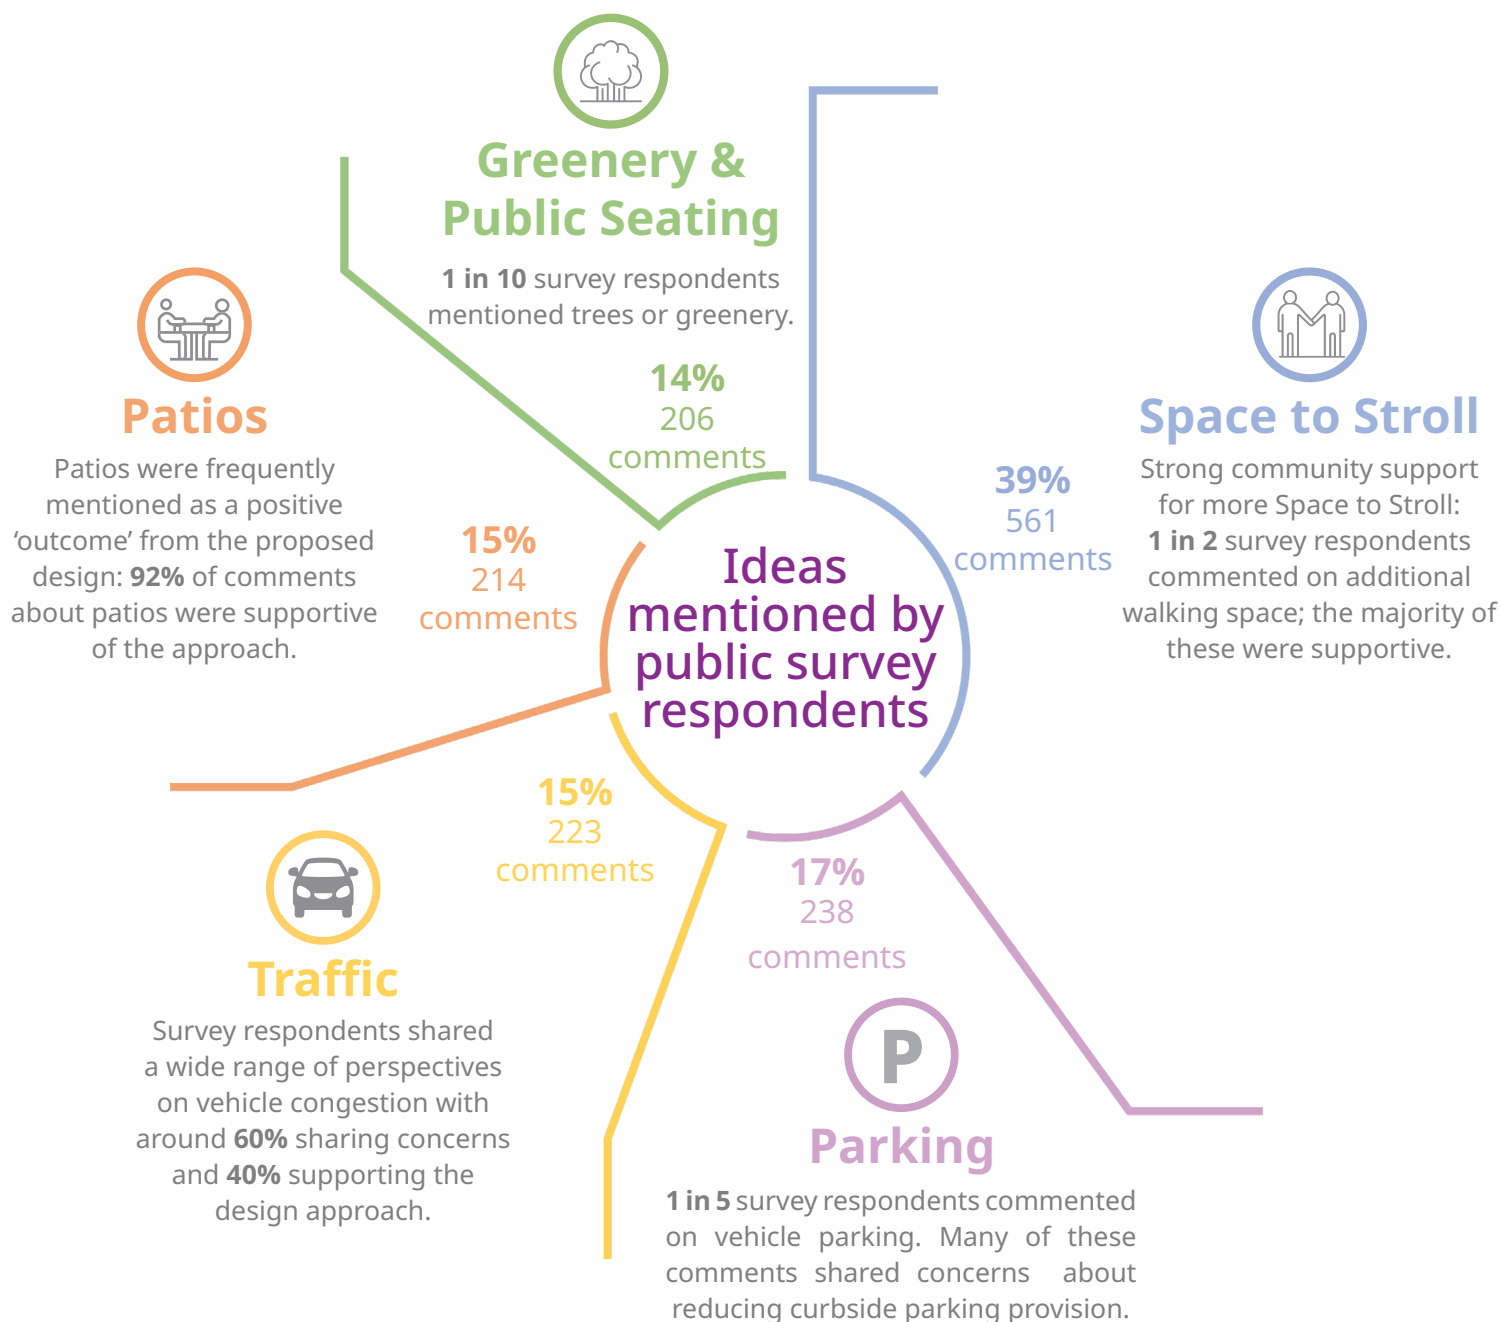 Greenery &
Public Seating
1 in 10 survey respondents
mentioned trees or greenery.
14%
206
comments
Space to Stroll
Strong community support
for more Space to Stroll:
1 in 2 survey respondents
commented on additional
walking space; the majority of
these were supportive.
39%
561
comments
Patios
Patios were frequently
mentioned as a positive
‘outcome’ from the proposed
design: 92% of comments
about patios were supportive
of the approach.
15%
214
comments
Ideas
mentioned by
public survey
respondents
15%
223
comments
Traffic
Survey respondents shared
a wide range of perspectives
on vehicle congestion with
around 60% sharing concerns
and 40% supporting the
design approach.
17%
238
comments
P
Parking
1 in 5 survey respondents commented
on vehicle parking. Many of these
comments shared concerns about
reducing curbside parking provision.